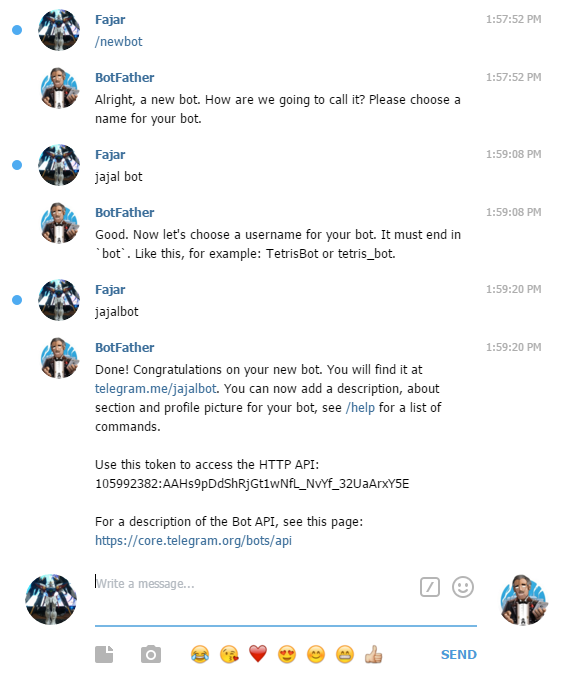 Fajar 1:57:52 PM
/newbot
BotFather 1:57:52 PM
Alright, a new bot. How are we going to call it? Please choose a
name for your bot.
Fajar 1:59:08 PM
jajal bot
BotFather 1:59:08 PM
Good. Now let's choose a username for your bot. It must end in
`bot`. Like this, for example: TetrisBot or tetris_bot.
Fajar 1:59:20 PM
jajalbot
BotFather 1:59:20 PM
Done! Congratulations on your new bot. You will find it at
telegram.me/jajalbot. You can now add a description, about
section and profile picture for your bot, see /help for a list of
commands.
Use this token to access the HTTP API:
105992382:AAHs9pDdShRjGt1wNfL_NvYf_32UaArxY5E
For a description of the Bot API, see this page:
https://core.telegram.org/bots/api
Write a message...
SEND